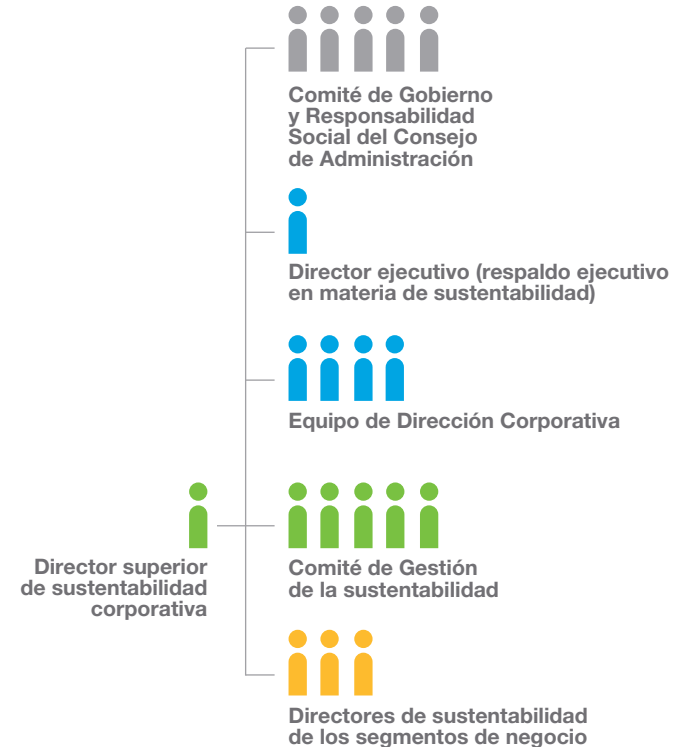 Comité de Gobierno
y Responsabilidad
Social del Consejo
de Administración
Director ejecutivo (respaldo ejecutivo
en materia de sustentabilidad)
Equipo de Dirección Corporativa
Director superior
de sustentabilidad
corporativa
Comité de Gestión
de la sustentabilidad
Directores de sustentabilidad
de los segmentos de negocio